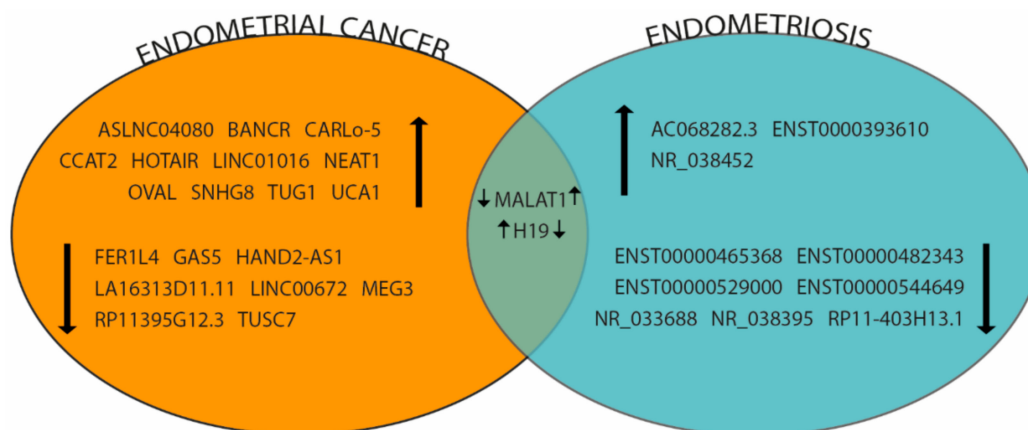 ENDOMETRIAL CANCER
ENDOMETRIOSIS
ASLNC04080 BANCR CARLo-5
CCAT2 HOTAIR LINC01016 NEAT1
OVAL SNHG8 TUG1 UCA1
FER1L4 GAS5 HAND2-AS1
LA16313D11.11 LINC00672 MEG3
RP11395G12.3 TUSC7
↓MALAT1↑
↑H19↓
AC068282.3 ENST0000393610
NR_038452
ENST00000465368 ENST00000482343
ENST00000529000 ENST00000544649
NR_033688 NR_038395 RP11-403H13.1